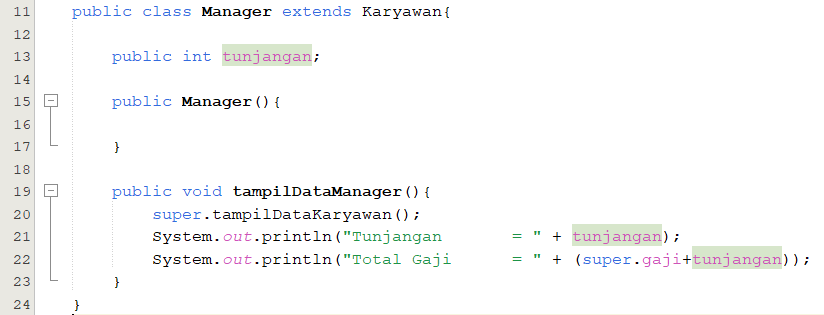 11 public class Manager extends Karyawan{
12
13     public int tunjangan;
14
15     public Manager(){
16
17     }
18
19     public void tampilDataManager(){
20         super.tampilDataKaryawan();
21         System.out.println("Tunjangan       = " + tunjangan);
22         System.out.println("Total Gaji      = " + (super.gaji+tunjangan));
23     }
24 }